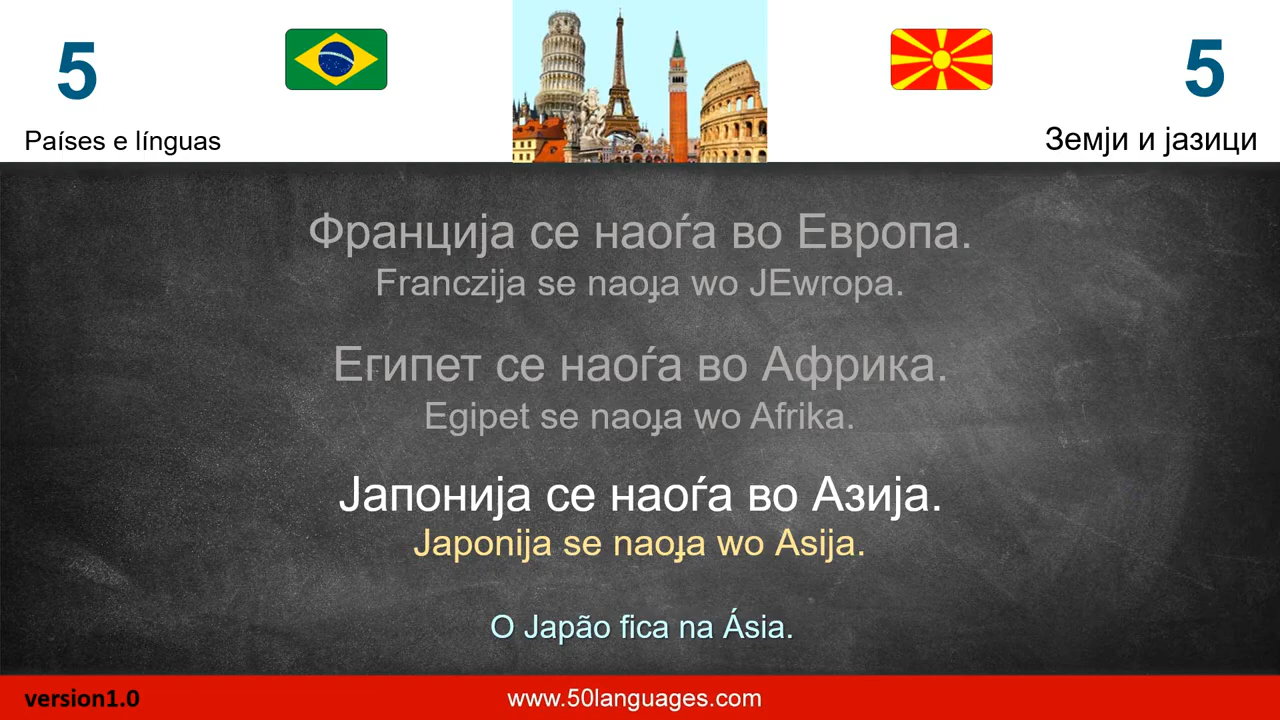 5
5
Países e línguas
Земји и јазици
Франција се наоѓа во Европа.
Franczija se naoɟa wo JEwropa.
Египет се наоѓа во Африка.
Egipet se naoɟa wo Afrika.
Јапонија се наоѓа во Азија.
Japonija se naoɟa wo Asija.
O Japão fica na Ásia.
version1.0
www.50languages.com